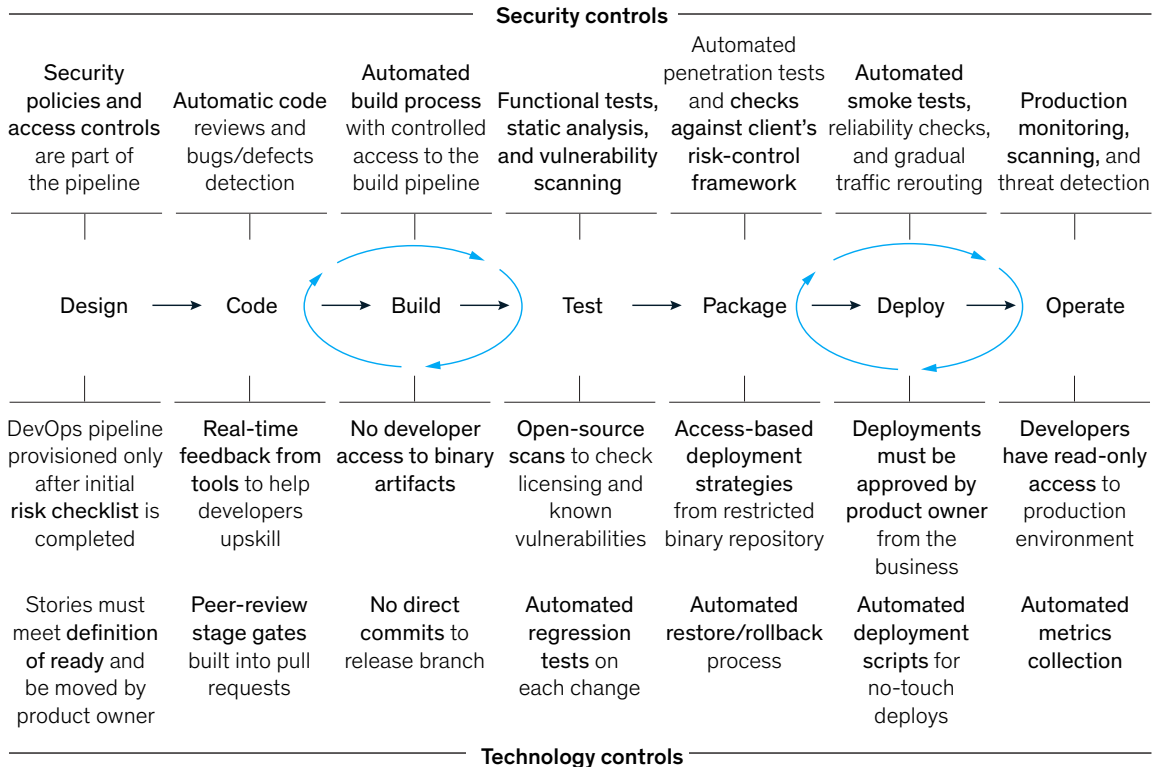 Security controls
Security
policies and
access controls
are part of
the pipeline
Automatic code
reviews and
bugs/defects
detection
Automated
build process
with controlled
access to the
build pipeline
Functional tests,
static analysis,
and vulnerability
scanning
Automated
penetration tests
and checks
against client's
risk-control
framework
Automated
smoke tests,
reliability checks,
and gradual
traffic rerouting
Production
monitoring,
scanning, and
threat detection
Design
Code
Build
Test
Package
Deploy
Operate
DevOps pipeline
provisioned only
after initial
risk checklist is
completed
Real-time
feedback from
tools to help
developers
upskill
No developer
access to binary
artifacts
Open-source
scans to check
licensing and
known
vulnerabilities
Access-based
deployment
strategies
from restricted
binary repository
Deployments
must be
approved by
product owner
from the
business
Developers
have read-only
access to
production
environment
Stories must
meet definition
of ready and
be moved by
product owner
Peer-review
stage gates
built into pull
requests
No direct
commits to
release branch
Automated
regression
tests on
each change
Automated
restore/rollback
process
Automated
deployment
scripts for
no-touch
deploys
Automated
metrics
collection
Technology controls